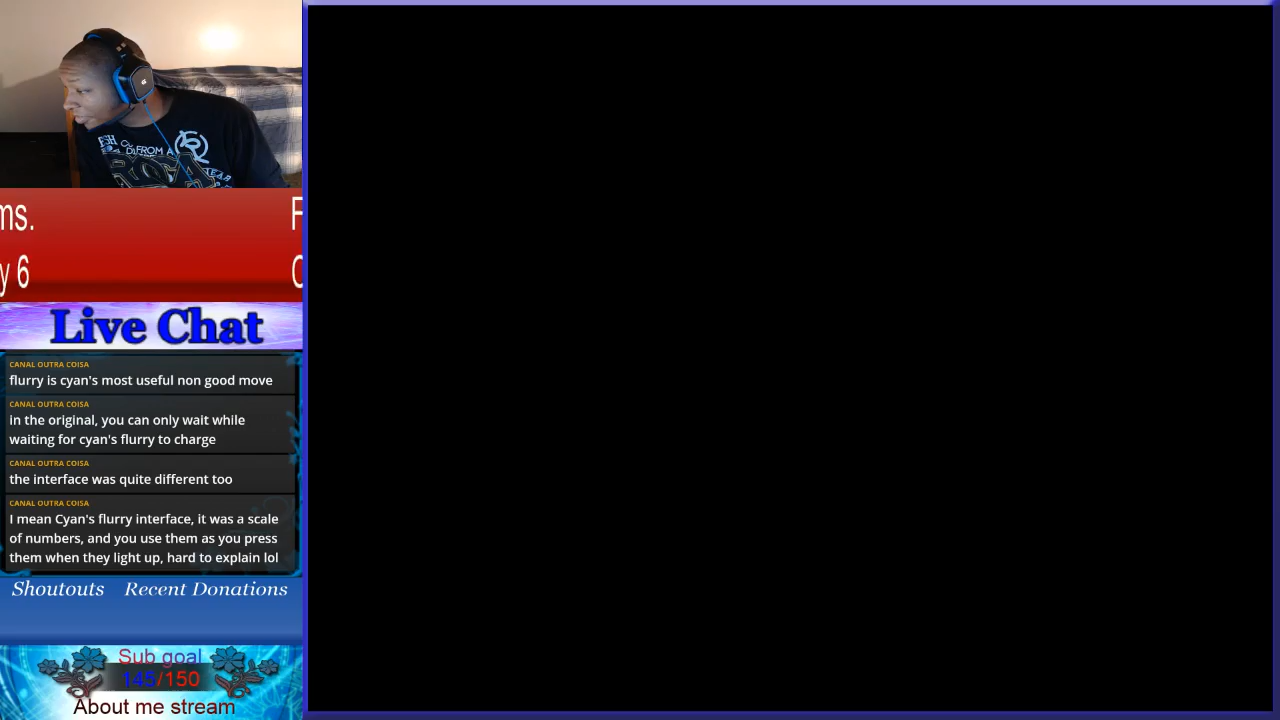 FROM A
ms.
F
y 6
C
Live Chat
CANAL OUTRA COISA
flurry is cyan's most useful non good move
CANAL OUTRA COISA
in the original, you can only wait while
waiting for cyan's flurry to charge
CANAL OUTRA COISA
the interface was quite different too
CANAL OUTRA COISA
I mean Cyan's flurry interface, it was a scale
of numbers, and you use them as you press
them when they light up, hard to explain lol
Shoutouts Recent Donations
Sub goal
145/150
About me stream